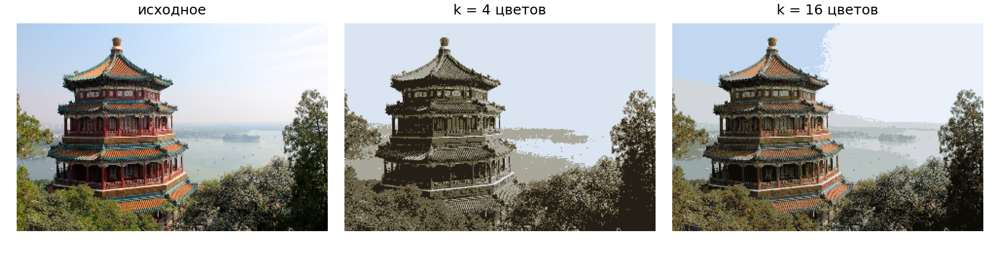 исходное
k = 4 цветов
k = 16 цветов